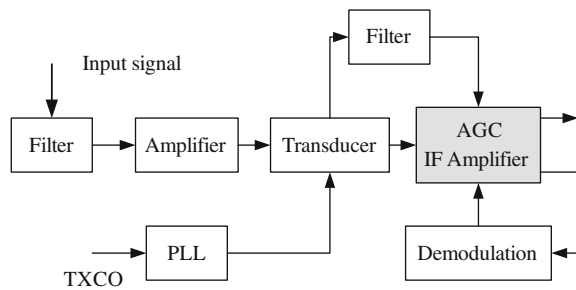 Filter
Input signal
Filter
Amplifier
Transducer
AGC
IF Amplifier
PLL
TXCO
Demodulation